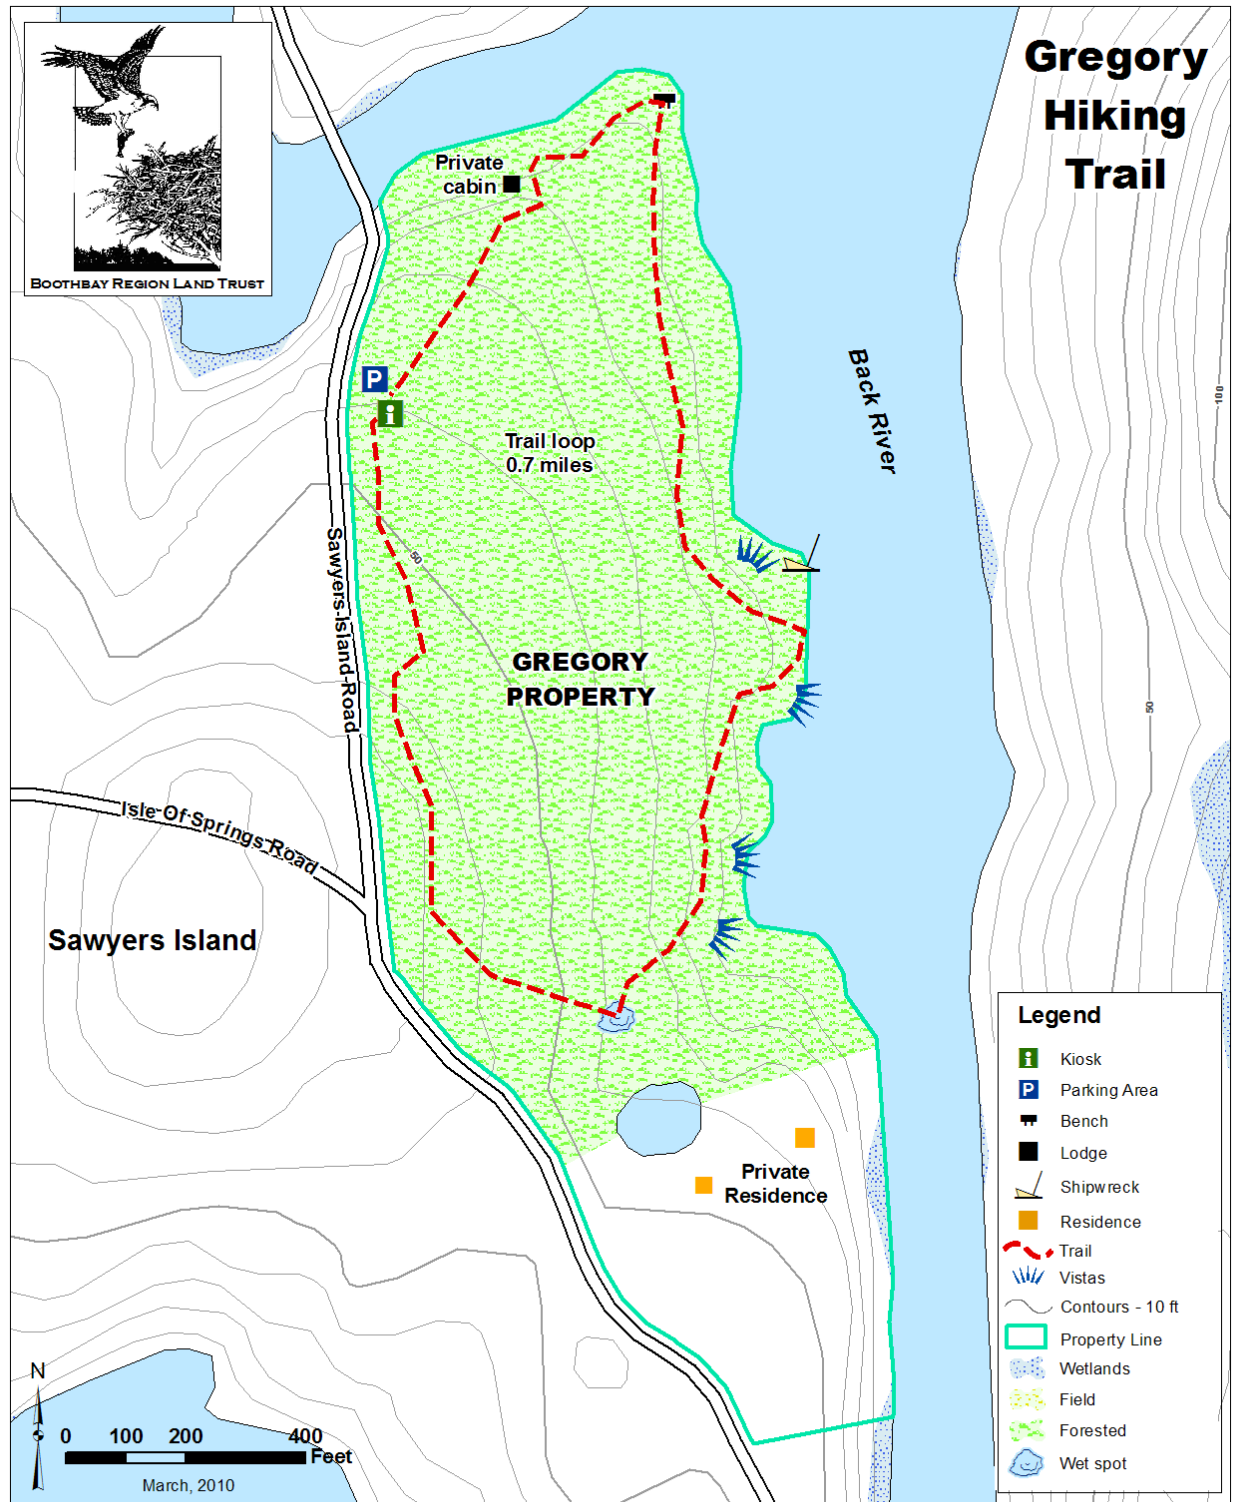 Gregory
Hiking
Trail
BOOTHBAY REGION LAND TRUST
Private
cabin
P
i
Trail loop
0.7 miles
Back River
100
50
Sawyers Island Road
GREGORY
PROPERTY
50
Isle Of Springs Road
Sawyers Island
Private
Residence
Legend
i Kiosk
P Parking Area
Bench
Lodge
Shipwreck
Residence
Trail
Vistas
Contours - 10 ft
Property Line
Wetlands
Field
Forested
Wet spot
N
0 100 200 400
Feet
March, 2010